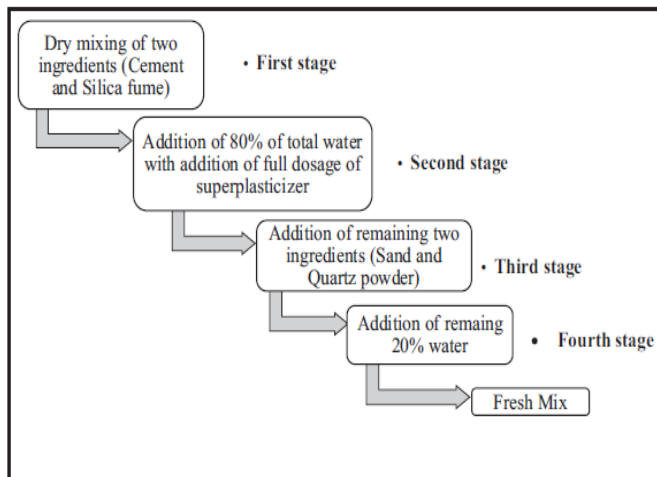 Dry mixing of two
ingredients (Cement
and Silica fume)
• First stage
Addition of 80% of total water
with addition of full dosage of
superplasticizer
• Second stage
Addition of remaining two
ingredients (Sand and
Quartz powder)
• Third stage
Addition of remaing
20% water
• Fourth stage
Fresh Mix